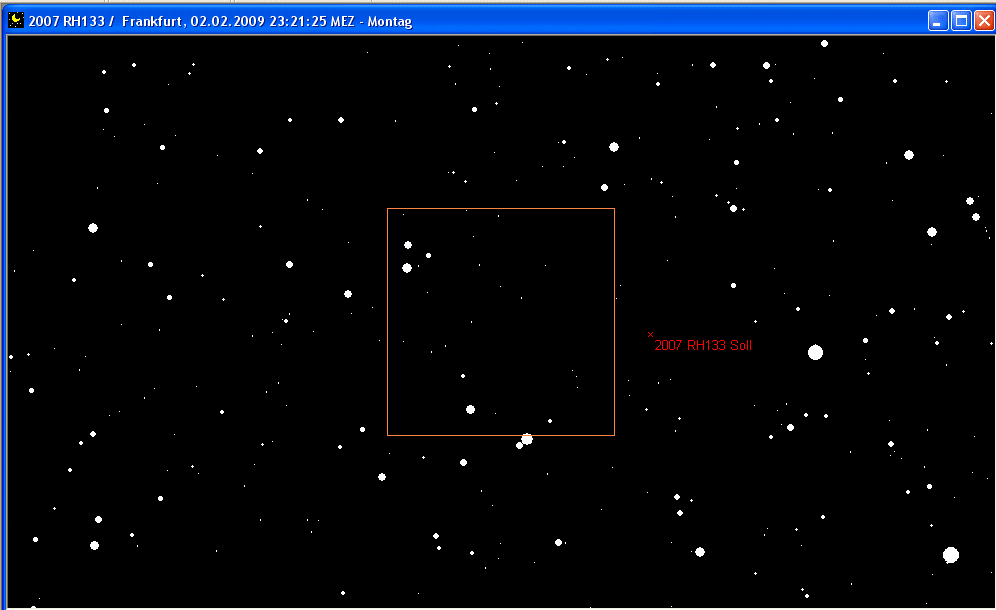 2007 RH133 / Frankfurt, 02.02.2009 23:21:25 MEZ - Montag
2007 RH133 Soll